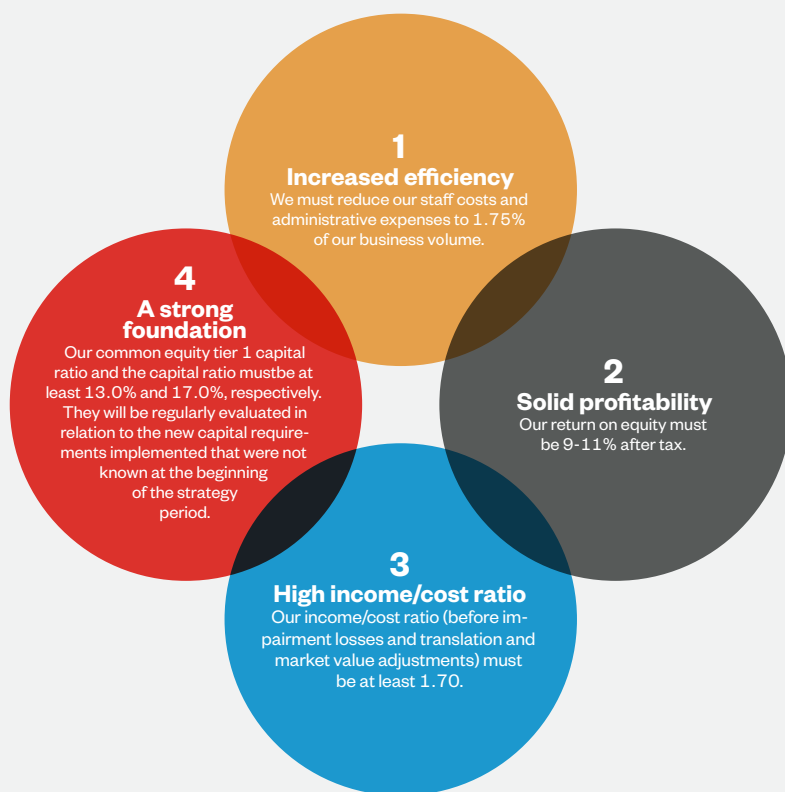 1
Increased efficiency
We must reduce our staff costs and
administrative expenses to 1.75%
of our business volume.
2
Solid profitability
Our return on equity must
be 9-11% after tax.
3
High income/cost ratio
Our income/cost ratio (before im-
pairment losses and translation and
market value adjustments) must
be at least 1.70.
4
A strong
foundation
Our common equity tier 1 capital
ratio and the capital ratio mustbe at
least 13.0% and 17.0%, respectively.
They will be regularly evaluated in
relation to the new capital require-
ments implemented that were not
known at the beginning
of the strategy
period.